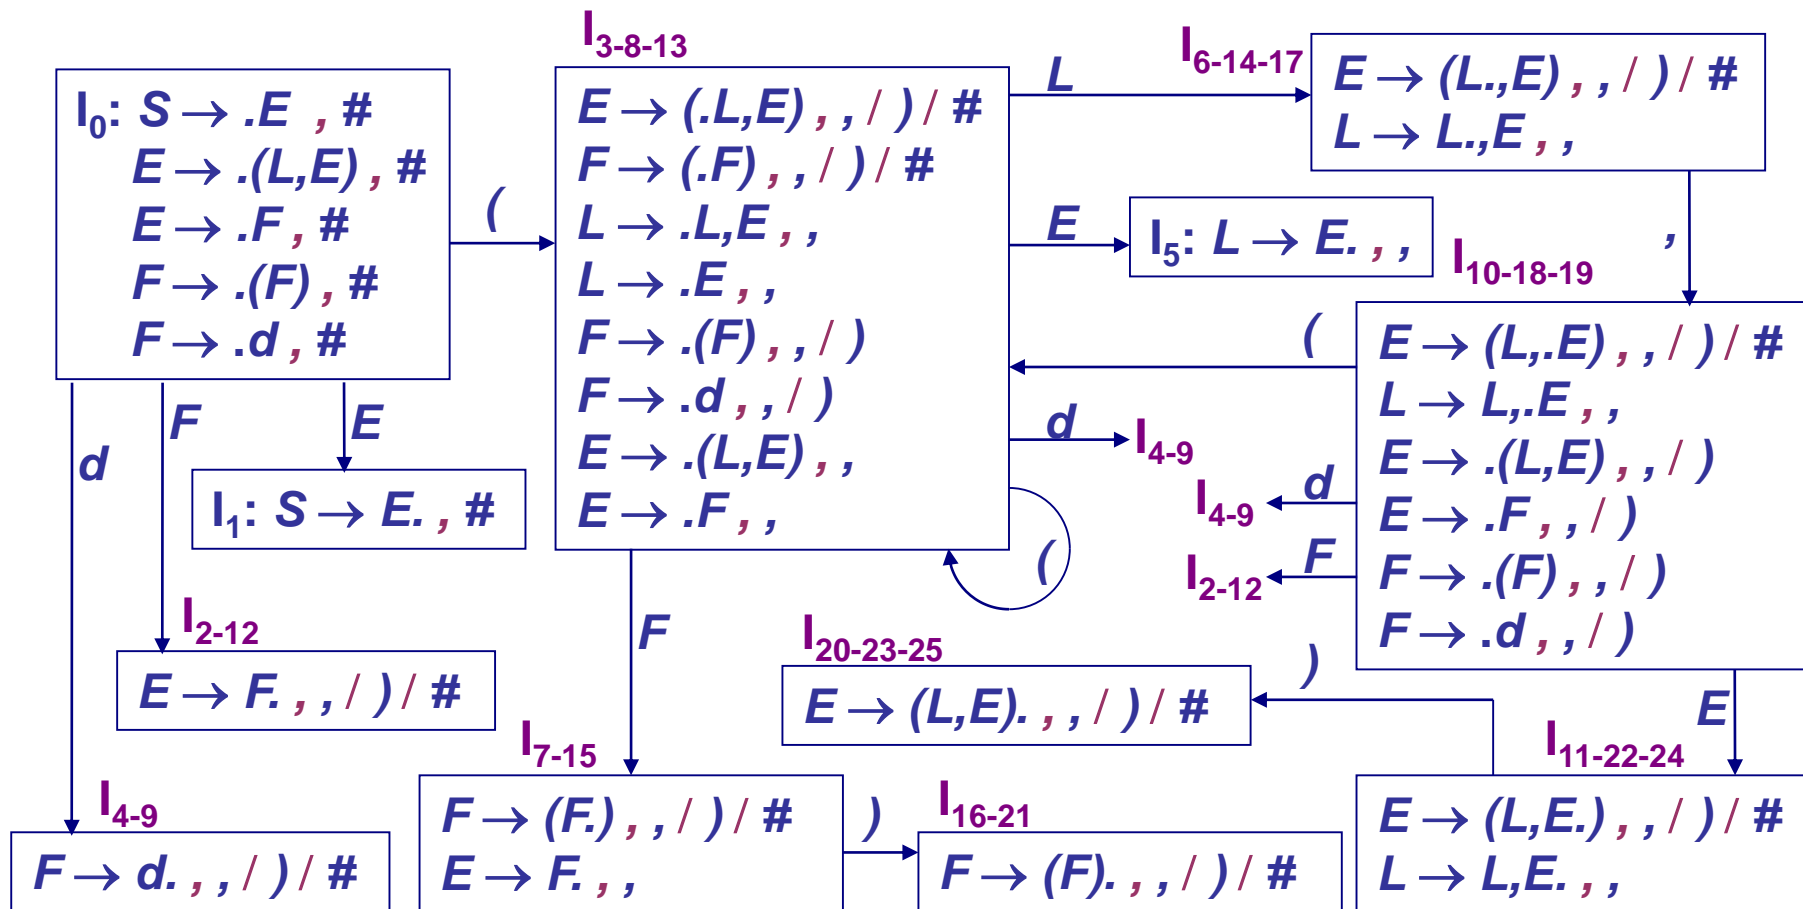 I0: S → .E , #
E → .(L,E) , #
E → .F , #
F → .(F) , #
F → .d , #
(
d
F
E
I1: S → E. , #
I2-12
E → F. , , / ) / #
I4-9
F → d. , , / ) / #
I3-8-13
E → (.L,E) , , / ) / #
F → (.F) , , / ) / #
L → .L,E , ,
L → .E , ,
F → .(F) , , / )
F → .d , , / )
E → .(L,E) , ,
E → .F , ,
L
E
d
I4-9
(
F
I6-14-17
E → (L.,E) , , / ) / #
L → L.,E , ,
,
I5: L → E. , ,
I10-18-19
E → (L,.E) , , / ) / #
L → L,.E , ,
E → .(L,E) , , / )
E → .F , , / )
F → .(F) , , / )
F → .d , , / )
(
d
I4-9
F
I2-12
E
I20-23-25
E → (L,E). , , / ) / #
)
I7-15
F → (F.) , , / ) / #
E → F. , ,
)
I16-21
F → (F). , , / ) / #
I11-22-24
E → (L,E.) , , / ) / #
L → L,E. , ,